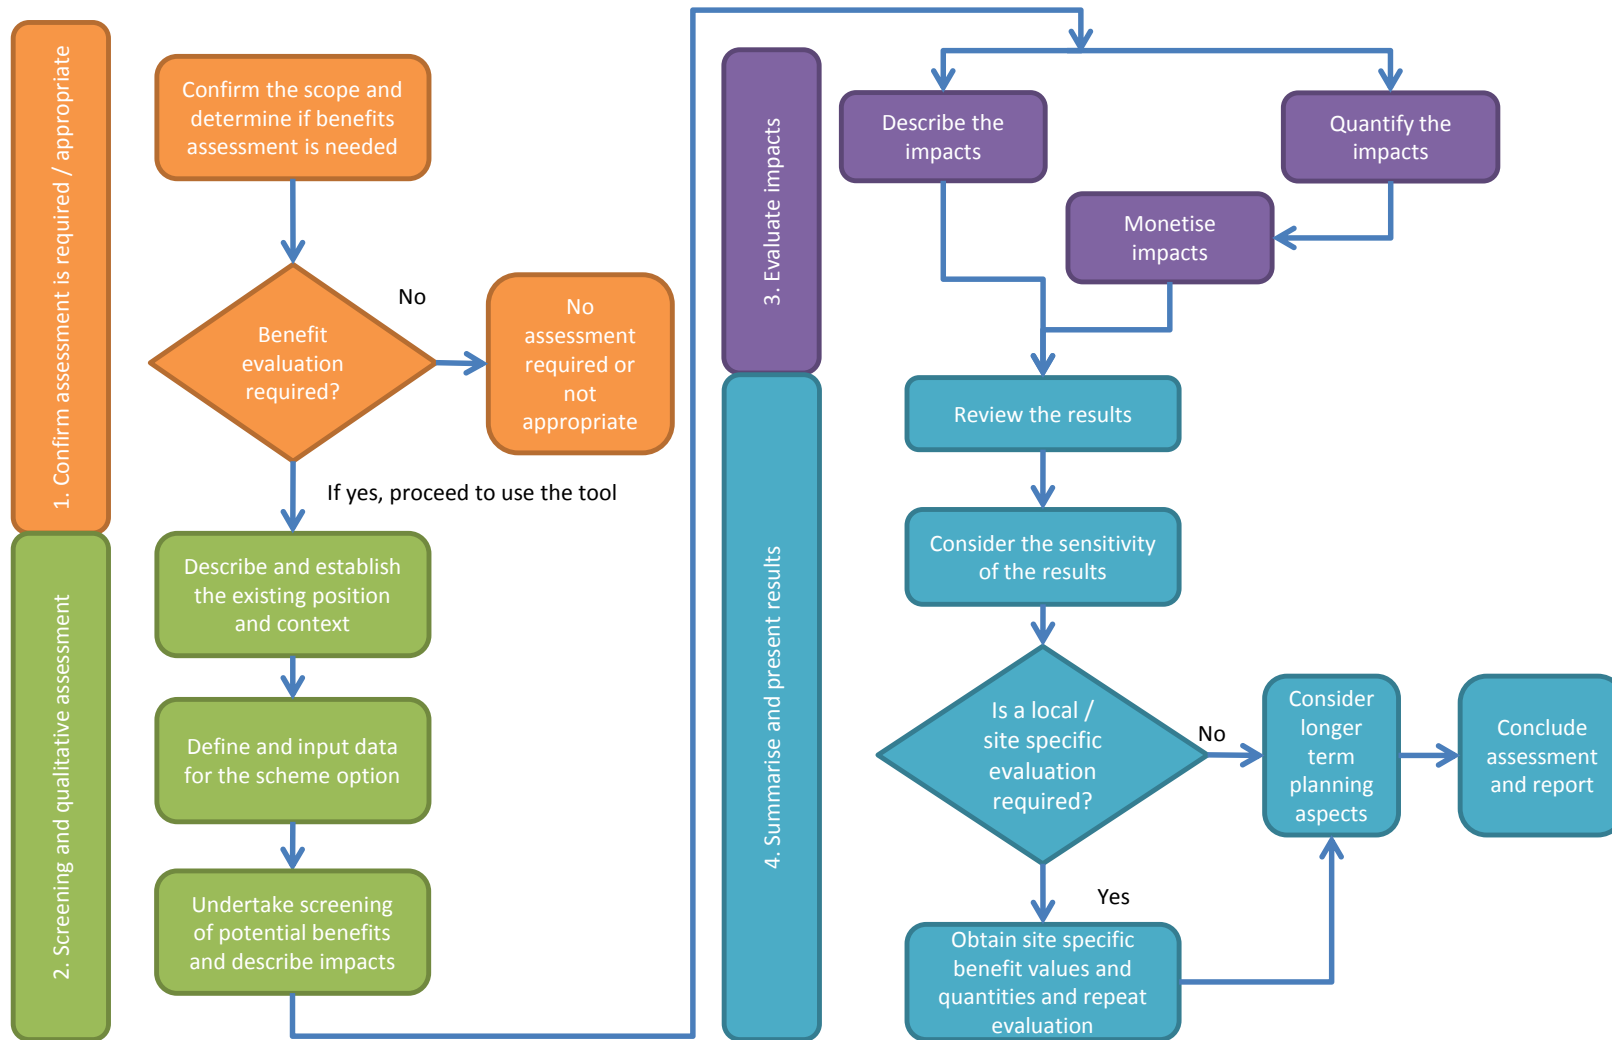 1. Confirm assessment is required / appropriate
Confirm the scope and
determine if benefits
assessment is needed
Benefit
evaluation
required?
No
No
assessment
required or
not
appropriate
If yes, proceed to use the tool
2. Screening and qualitative assessment
Describe and establish
the existing position
and context
Define and input data
for the scheme option
Undertake screening
of potential benefits
and describe impacts
3. Evaluate impacts
Describe the
impacts
Quantify the
impacts
Monetise
impacts
4. Summarise and present results
Review the results
Consider the sensitivity
of the results
Is a local /
site specific
evaluation
required?
No
Consider
longer
term
planning
aspects
Conclude
assessment
and report
Yes
Obtain site specific
benefit values and
quantities and repeat
evaluation